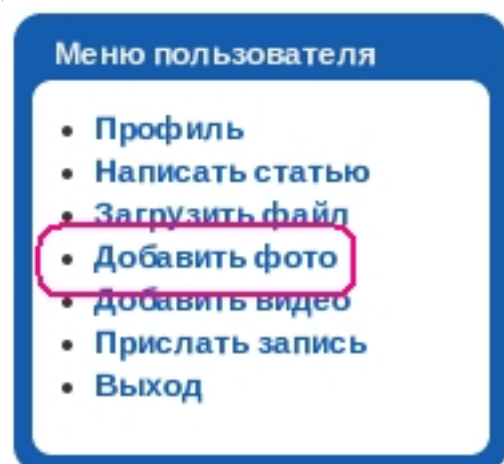 Меню пользователя
Профиль
Написать статью
Загрузить файл
Добавить фото
Добавить видео
Прислать запись
Выход